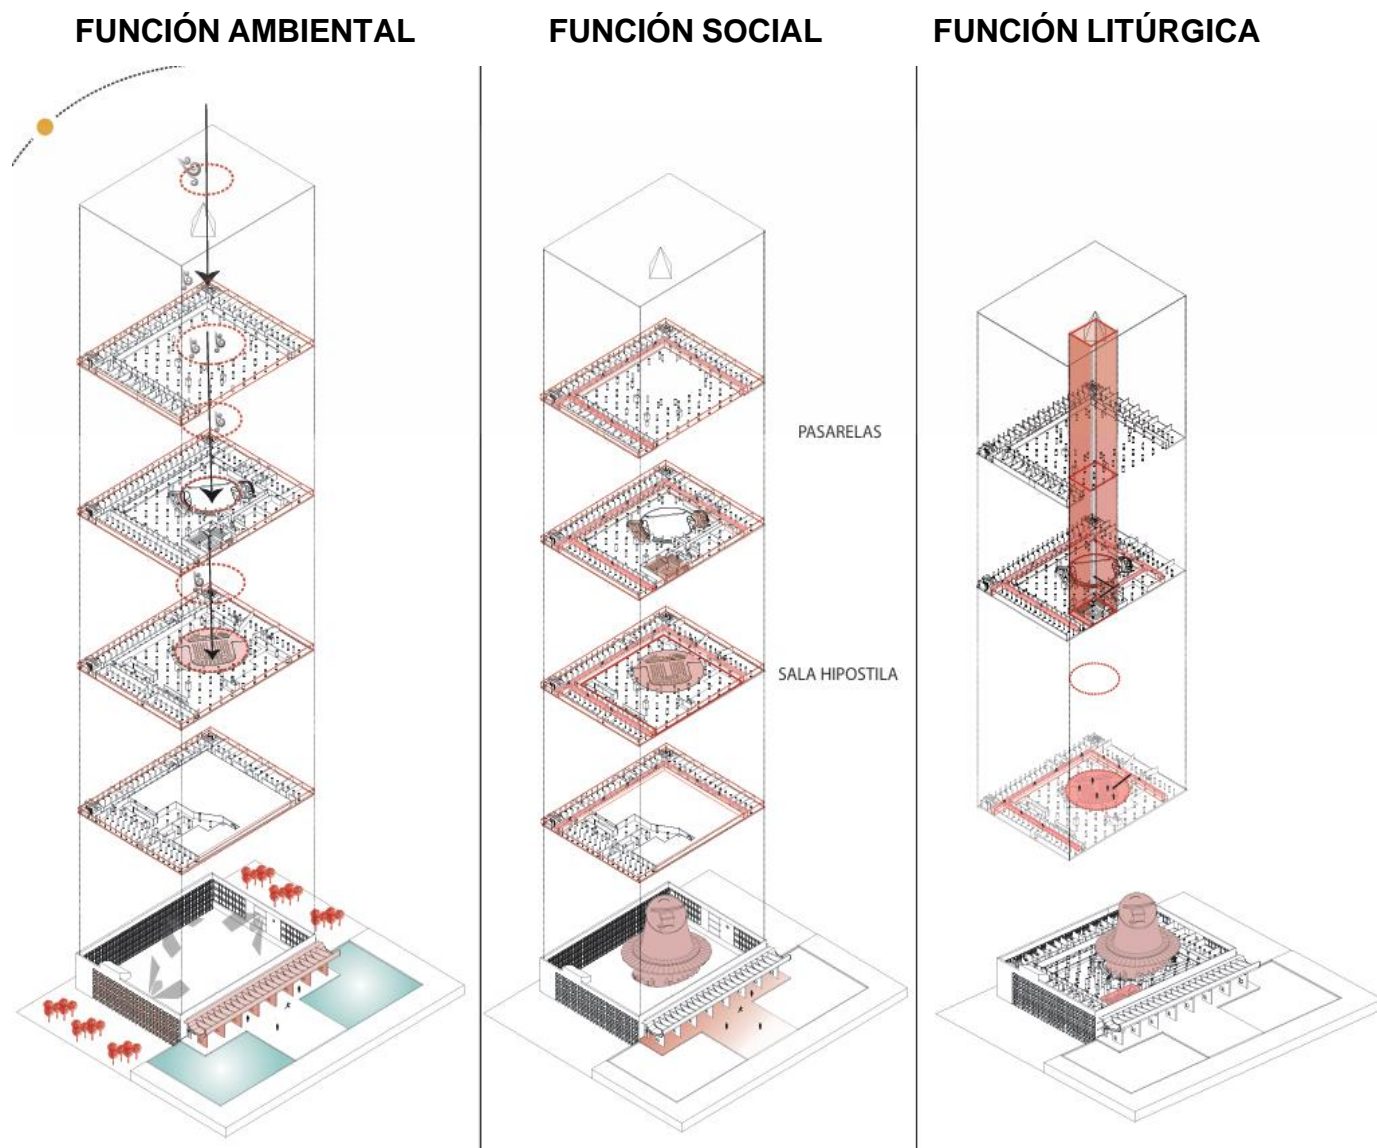 FUNCIÓN AMBIENTAL
FUNCIÓN SOCIAL
FUNCIÓN LITÚRGICA
PASARELAS
SALA HIPOSTILA